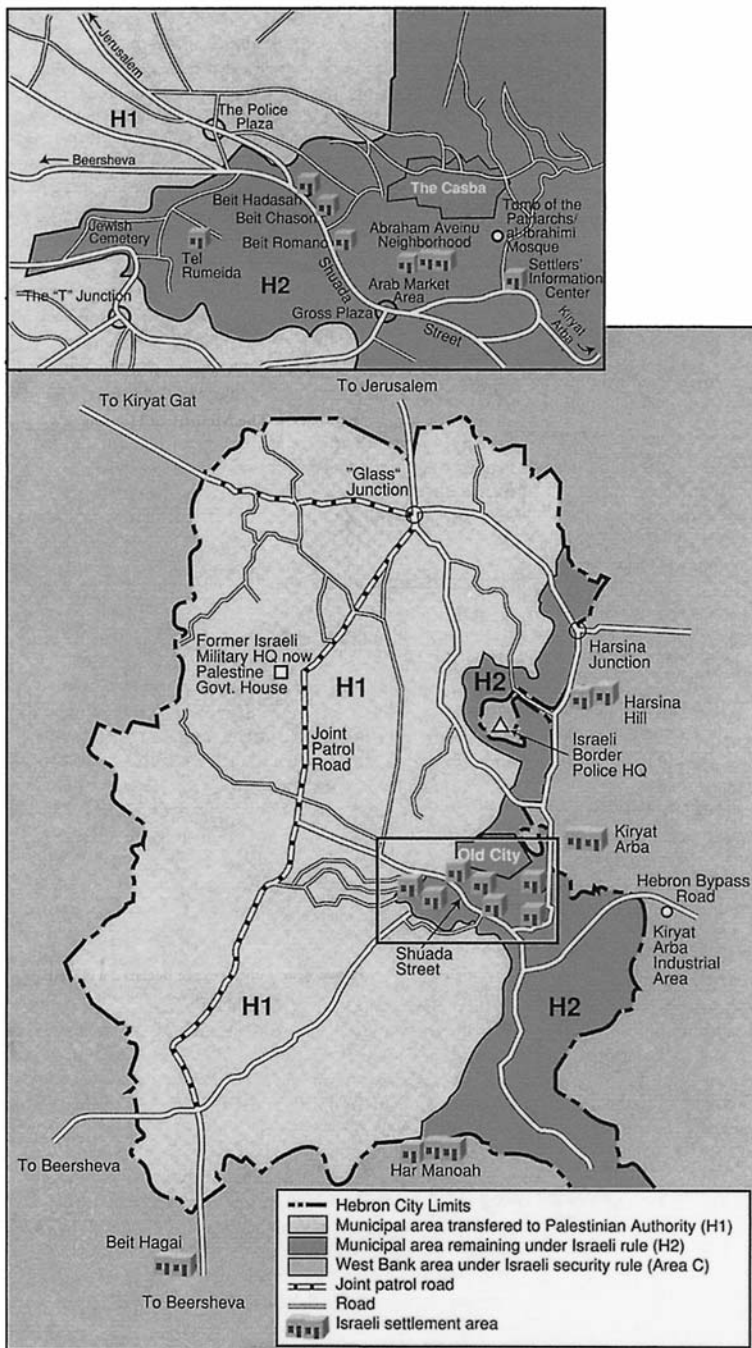 Jerusalem
H1
The Police
Plaza
Beersheva
The Casba
Beit Hadasah
Beit Chason
Tomb of the
Patriarchs/
al-Ibrahimi
Mosque
Jewish
Cemetery
Beit Romano
Abraham Aveinu
Neighborhood
Tel
Rumeida
Settlers'
Information
Center
H2
Shuada
Street
Arab Market
Area
The "T" Junction
Gross Plaza
Kiryat
Arba
To Jerusalem
To Kiryat Gat
"Glass"
Junction
Former Israeli
Military HQ now
Palestine
Govt. House
H1
H2
Harsina
Junction
Harsina
Hill
Joint
Patrol
Road
Israeli
Border
Police HQ
Old City
Kiryat
Arba
Hebron Bypass
Road
Shuada
Street
Kiryat
Arba
Industrial
Area
H1
H2
To Beersheva
Har Manoah
Beit Hagai
To Beersheva
Hebron City Limits
Municipal area transfered to Palestinian Authority (H1)
Municipal area remaining under Israeli rule (H2)
West Bank area under Israeli security rule (Area C)
Joint patrol road
Road
Israeli settlement area